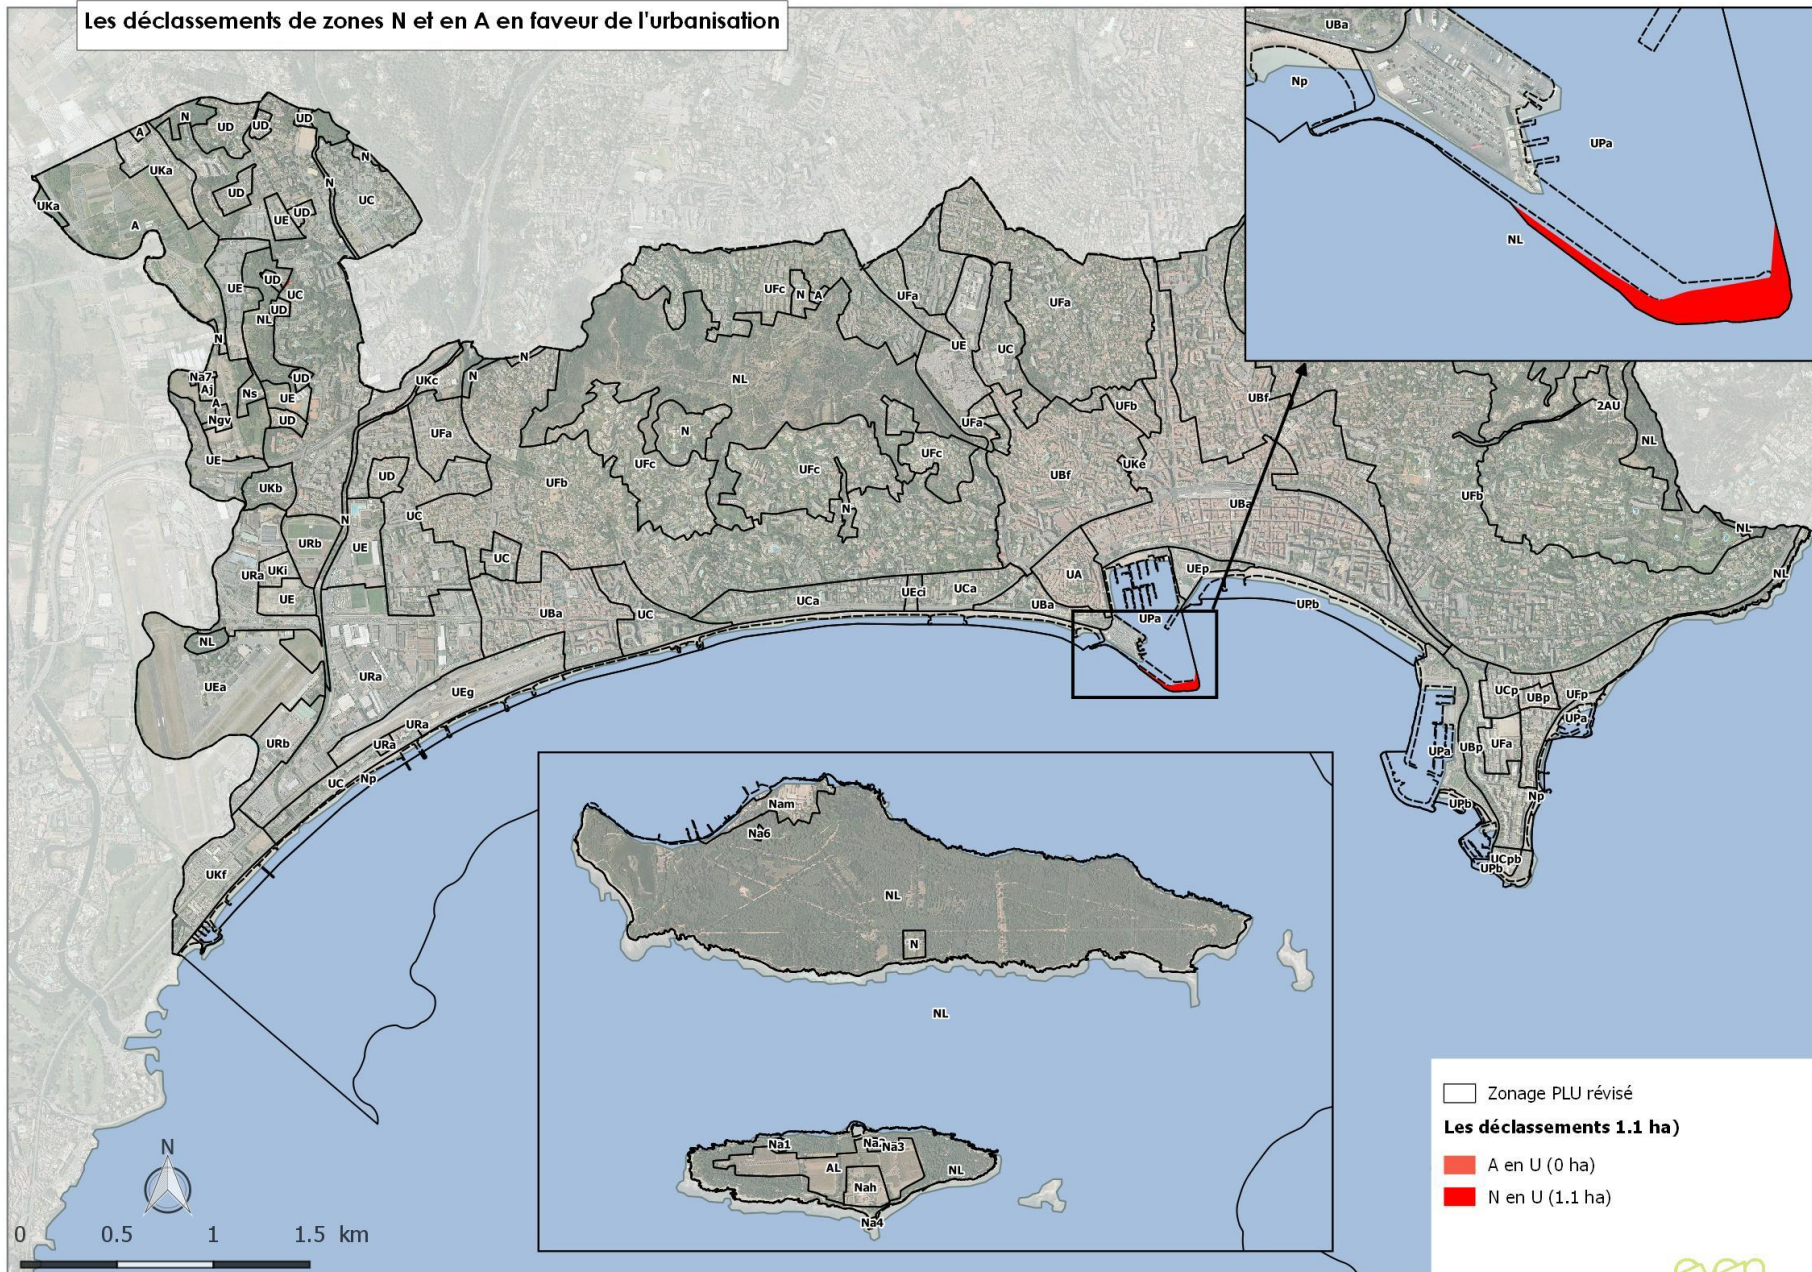 Les déclassements de zones N et en A en faveur de l'urbanisation
UBa
Np
UPa
NL
N
UD
UD
UD
A
UKa
N
N
UD
UC
UKa
UE
UD
A
UE
UD
UC
UD
NL
N
UFc
N
A
UFa
UFa
UE
UC
NL
N
UKc
N
Na7
Aj
A
Ngv
Ns
UD
UE
UD
UE
UFb
UBf
2AU
NL
UFa
UFa
N
UFc
UFc
UFc
UKe
UBf
UKb
UD
UFb
UFb
UC
N
N
UBa
URb
UE
NL
UC
URa
UKi
UE
UA
UEp
NL
UCa
UEci
UCa
UBa
UPb
UBa
UC
UPa
NL
URa
UEa
UEg
UCp
UBp
UFp
UPa
URa
URb
URa
UPa
UBp
UFa
UC
Np
Np
UPb
Nam
Na6
UCpb
UPb
UKf
NL
N
NL
Na1
Na2
Na3
AL
NL
Nah
Na4
N
0 0.5 1 1.5 km
Zonage PLU révisé
Les déclassements 1.1 ha)
A en U (0 ha)
N en U (1.1 ha)
even